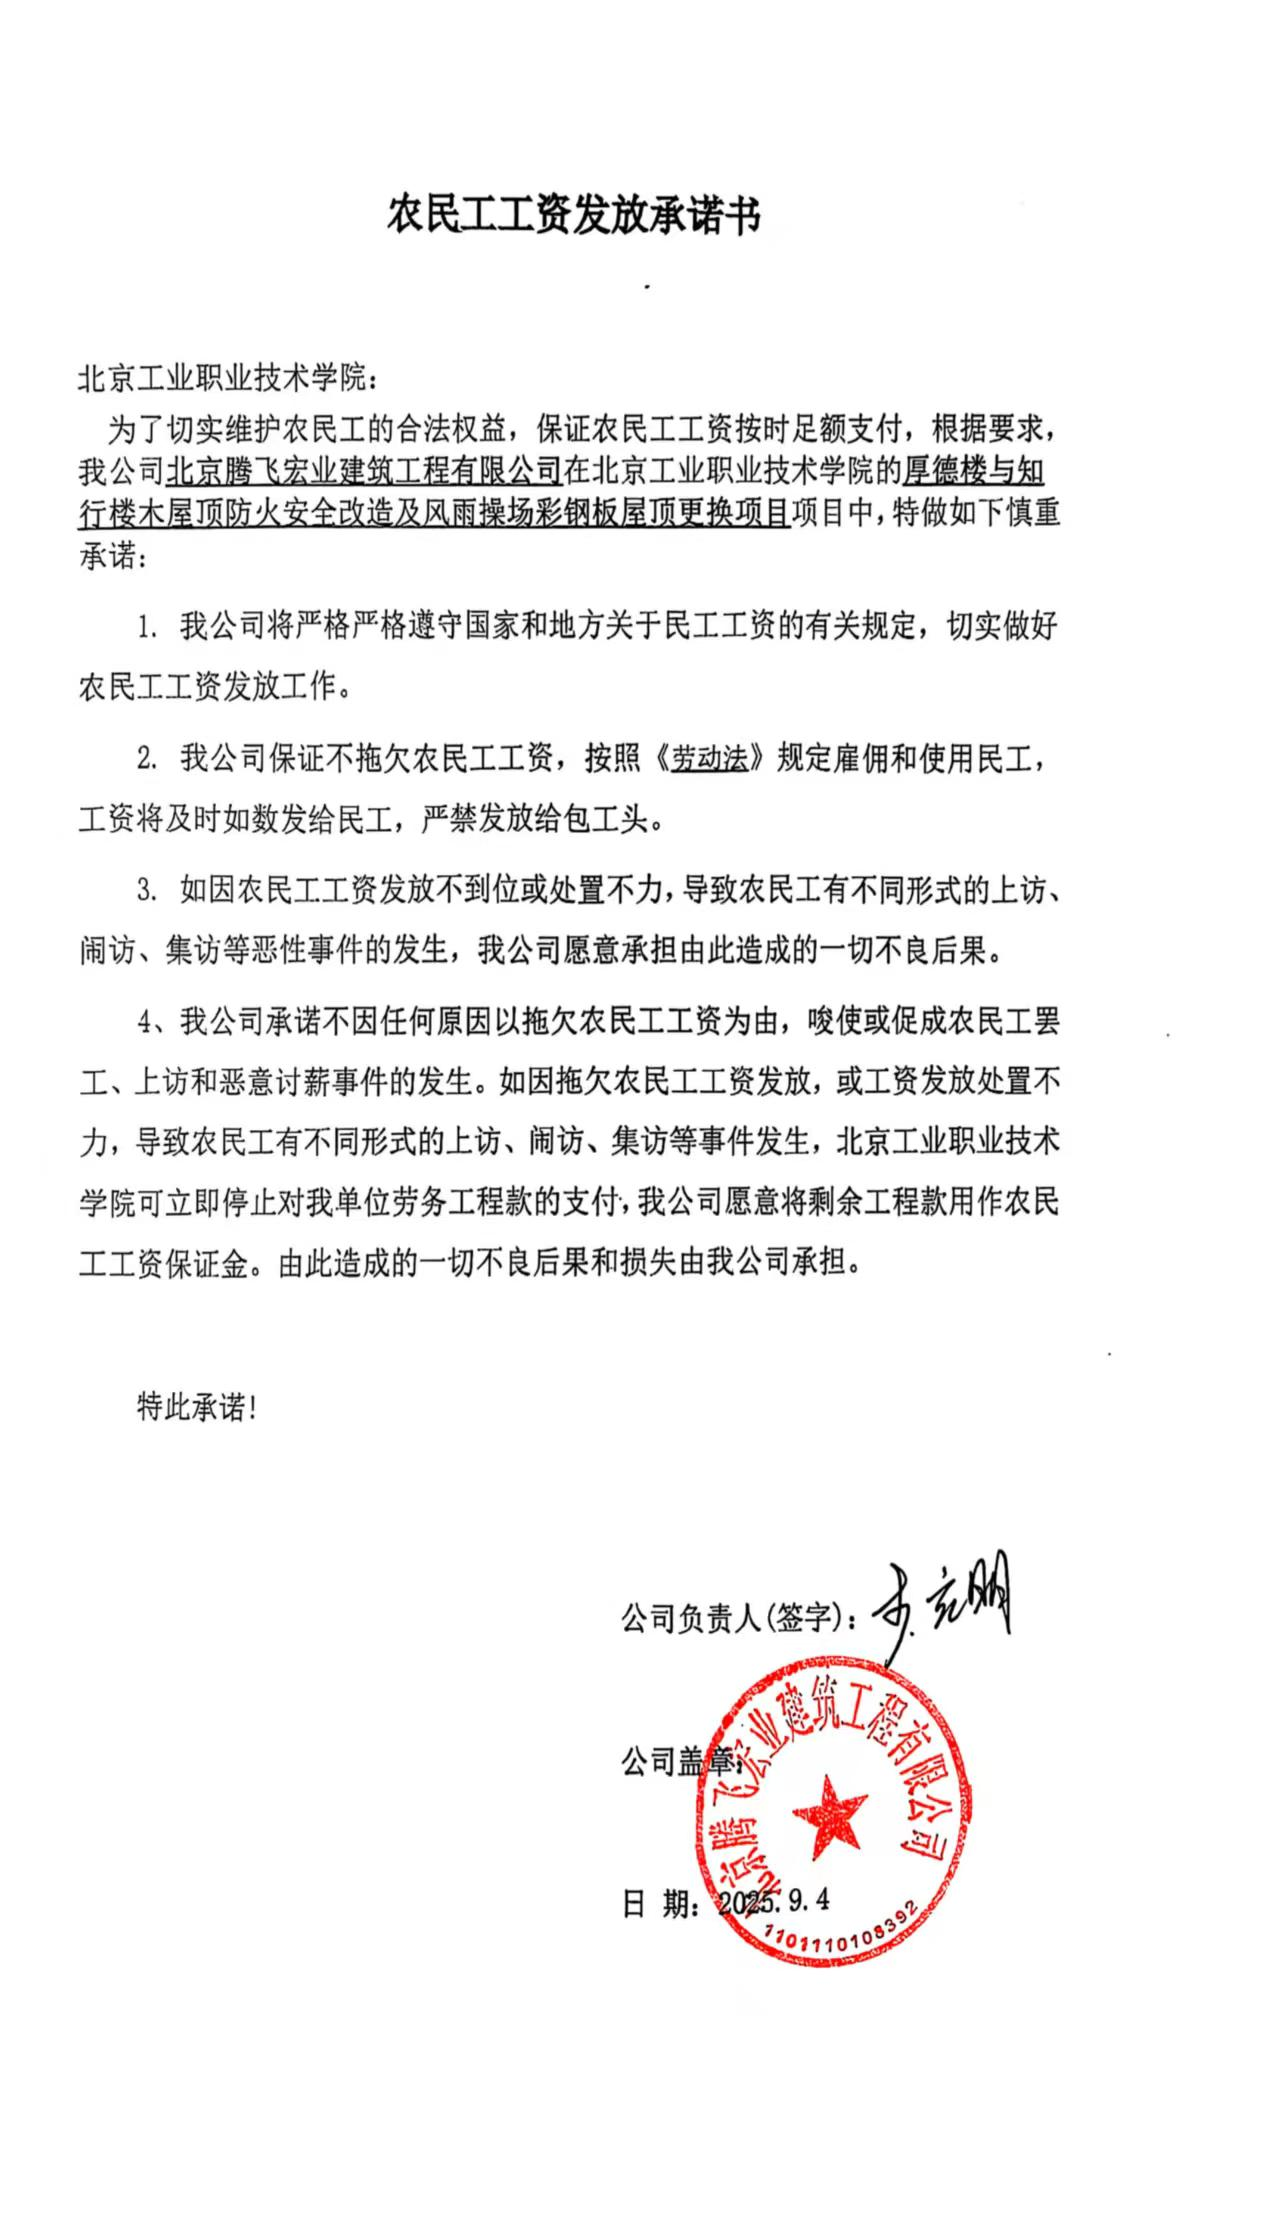 农民工工资发放承诺书
北京工业职业技术学院：
为了切实维护农民工的合法权益，保证农民工工资按时足额支付，根据要求，
我公司北京腾飞宏业建筑工程有限公司在北京工业职业技术学院的厚德楼与知
行楼木屋顶防火安全改造及风雨操场彩钢板屋顶更换项目项目中，特做如下慎重
承诺：
1. 我公司将严格严格遵守国家和地方关于民工工资的有关规定，切实做好
农民工工资发放工作。
2. 我公司保证不拖欠农民工工资，按照《劳动法》规定雇佣和使用民工，
工资将及时如数发给民工，严禁发放给包工头。
3. 如因农民工工资发放不到位或处置不力，导致农民工有不同形式的上访、
闹访、集访等恶性事件的发生，我公司愿意承担由此造成的一切不良后果。
4、我公司承诺不因任何原因以拖欠农民工工资为由，唆使或促成农民工罢
工、上访和恶意讨薪事件的发生。如因拖欠农民工工资发放，或工资发放处置不
力，导致农民工有不同形式的上访、闹访、集访等事件发生，北京工业职业技术
学院可立即停止对我单位劳务工程款的支付，我公司愿意将剩余工程款用作农民
工工资保证金。由此造成的一切不良后果和损失由我公司承担。
特此承诺！
公司负责人(签字)：
公司盖章：
北京腾飞宏业建筑工程有限公司
日 期：2025.9.4
1101110108392